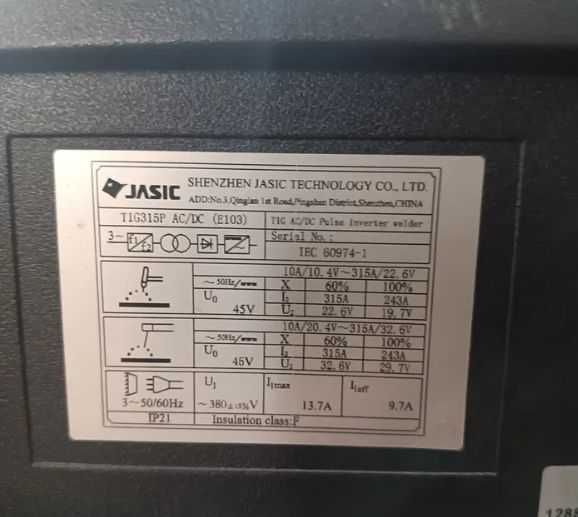 JASIC
SHENZHEN JASIC TECHNOLOGY CO., LTD.
ADD:No.3,Qinglan 1st Road,Pingshan District,Shenzhen,CHINA
TIG315P AC/DC (E103) TIG AC/DC Pulse Inverter welder
3~ f1 f2 Serial No.:
IEC 60974-1
10A/10.4V~315A/22.6V
~50Hz/ X 60% 100%
U0 45V I2 315A 243A
U2 22.6V 19.7V
10A/20.4V~315A/32.6V
~50Hz/ X 60% 100%
U0 45V I2 315A 243A
U2 32.6V 29.7V
3~50/60Hz U1 ~380±15%V I1max 13.7A I1eff 9.7A
IP21 Insulation class:F